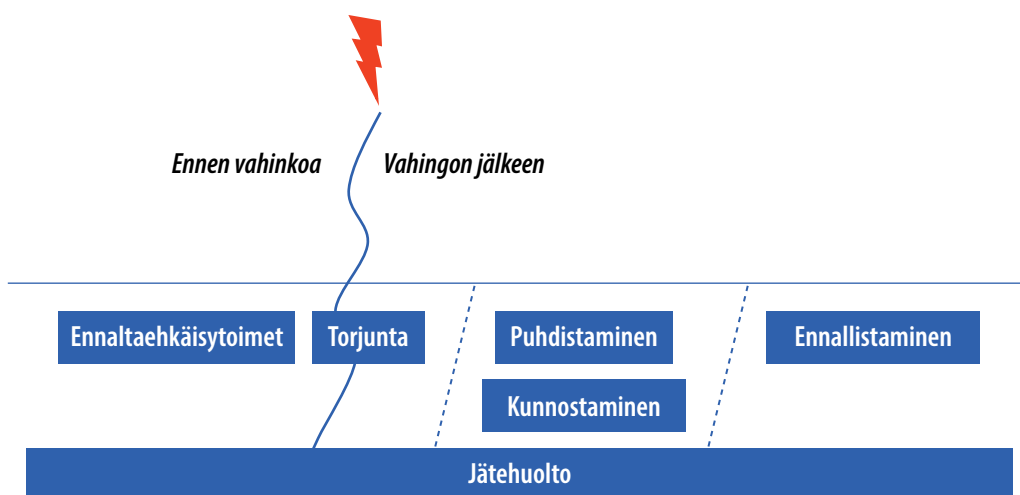 Ennen vahinkoa
Vahingon jälkeen
Ennaltaehkäisytoimet
Torjunta
Puhdistaminen
Ennallistaminen
Kunnostaminen
Jätehuolto